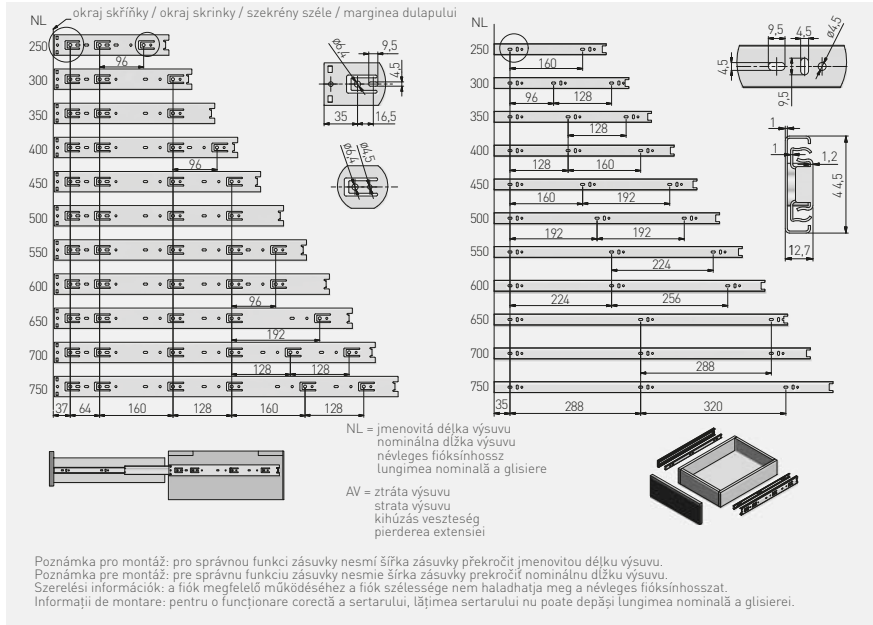 okraj skříňky / okraj skrinky / szekrény széle / marginea dulapului
NL
250
96
300
350
400
96
450
500
550
600
96
650
192
700
128 128
750
37 64 160 128 160 128
ø6.4
9,5
4,5
35 16,5
ø6.4 ø4,5
NL
250
160
300
96 128
350
128
400
128 160
450
160 192
500
192 192
550
224
600
224 256
650
700
288
750
35 288 320
9,5 4,5 ø4,5
4,5
9,5
1
1
1,2
44,5
12,7
NL = jmenovitá délka výsuvu
nominálna dĺžka výsuvu
névleges fióksínhossz
lungimea nominală a glisiere
AV = ztráta výsuvu
strata výsuvu
kihúzás veszteség
pierderea extensiei
Poznámka pro montáž: pro správnou funkci zásuvky nesmí šířka zásuvky překročit jmenovitou délku výsuvu.
Poznámka pre montáž: pre správnu funkciu zásuvky nesmie šírka zásuvky prekročiť nominálnu dĺžku výsuvu.
Szerelési információk: a fiók megfelelő működéséhez a fiók szélessége nem haladhatja meg a névleges fióksínhosszat.
Informații de montare: pentru o funcționare corectă a sertarului, lățimea sertarului nu poate depăși lungimea nominală a glisierei.